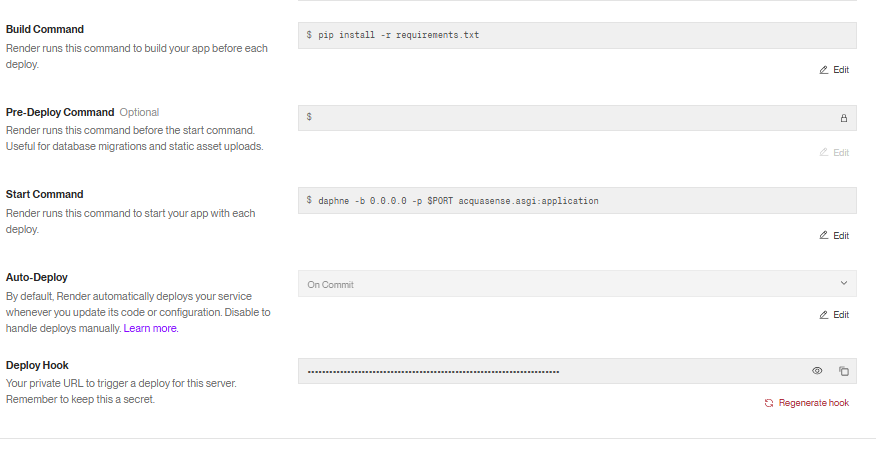 Build Command
Render runs this command to build your app before each
deploy.
$ pip install -r requirements.txt
Edit
Pre-Deploy Command Optional
Render runs this command before the start command.
Useful for database migrations and static asset uploads.
$
Edit
Start Command
Render runs this command to start your app with each
deploy.
$ daphne -b 0.0.0.0 -p $PORT acquasense.asgi:application
Edit
Auto-Deploy
By default, Render automatically deploys your service
whenever you update its code or configuration. Disable to
handle deploys manually. Learn more.
On Commit
Edit
Deploy Hook
Your private URL to trigger a deploy for this server.
Remember to keep this a secret.
Regenerate hook